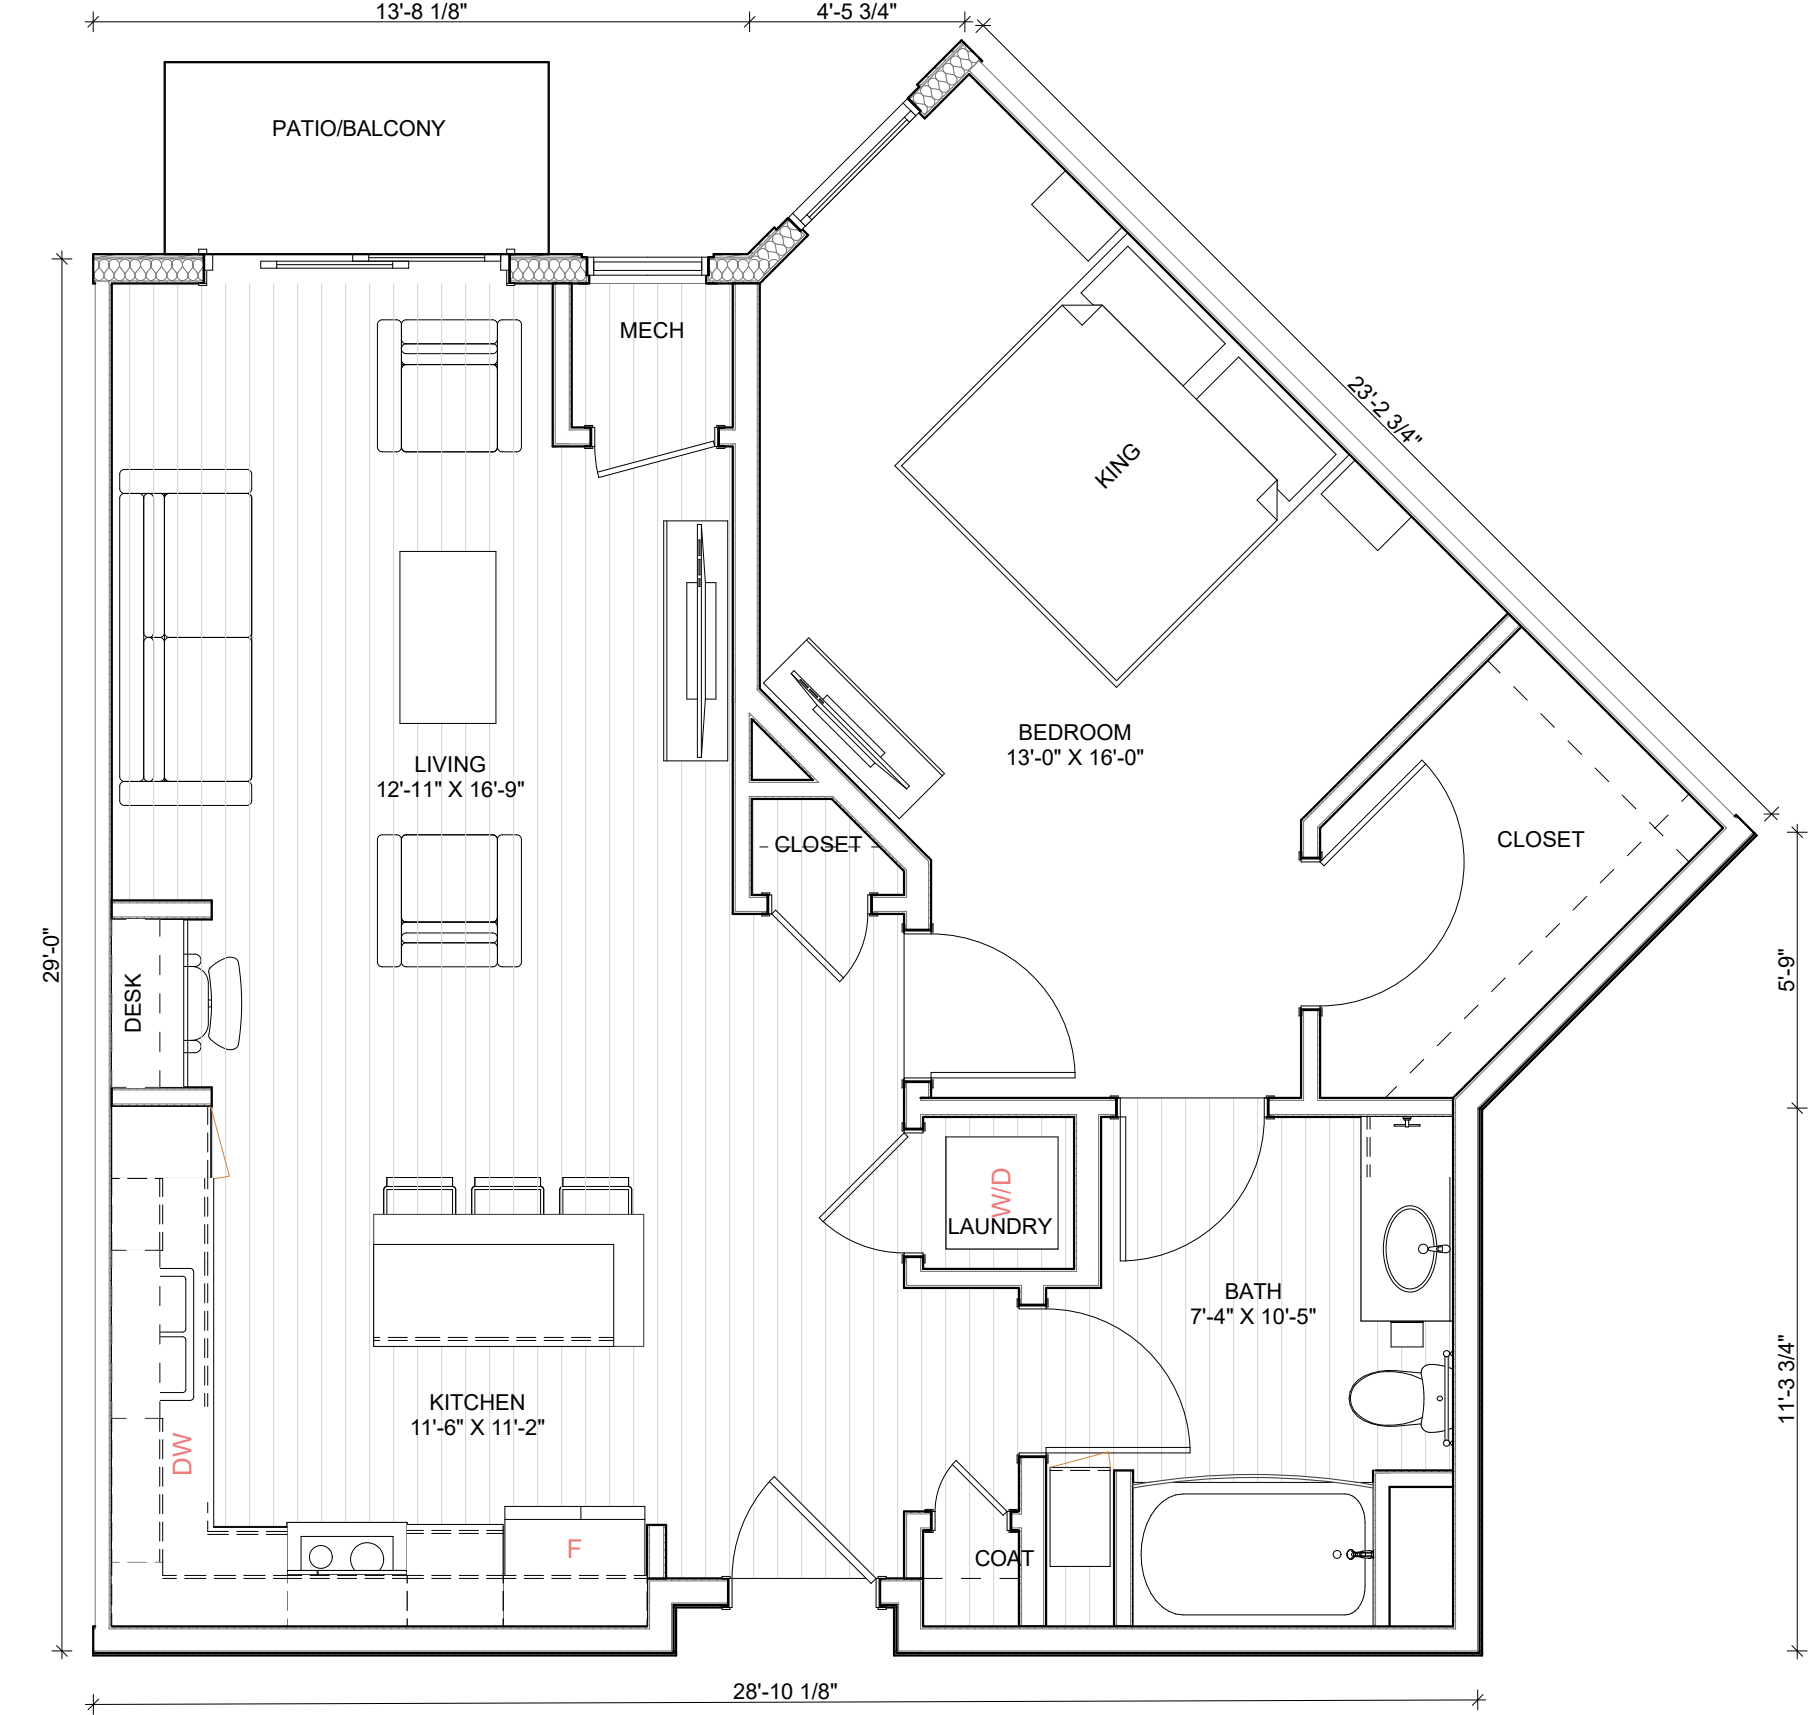 13'-8 1/8"
4'-5 3/4"
PATIO/BALCONY
MECH
23'-2 3/4"
KING
BEDROOM
13'-0" X 16'-0"
LIVING
12'-11" X 16'-9"
CLOSET
CLOSET
29'-0"
DESK
5'-9"
W/D
LAUNDRY
BATH
7'-4" X 10'-5"
11'-3 3/4"
KITCHEN
11'-6" X 11'-2"
DW
F
COAT
28'-10 1/8"